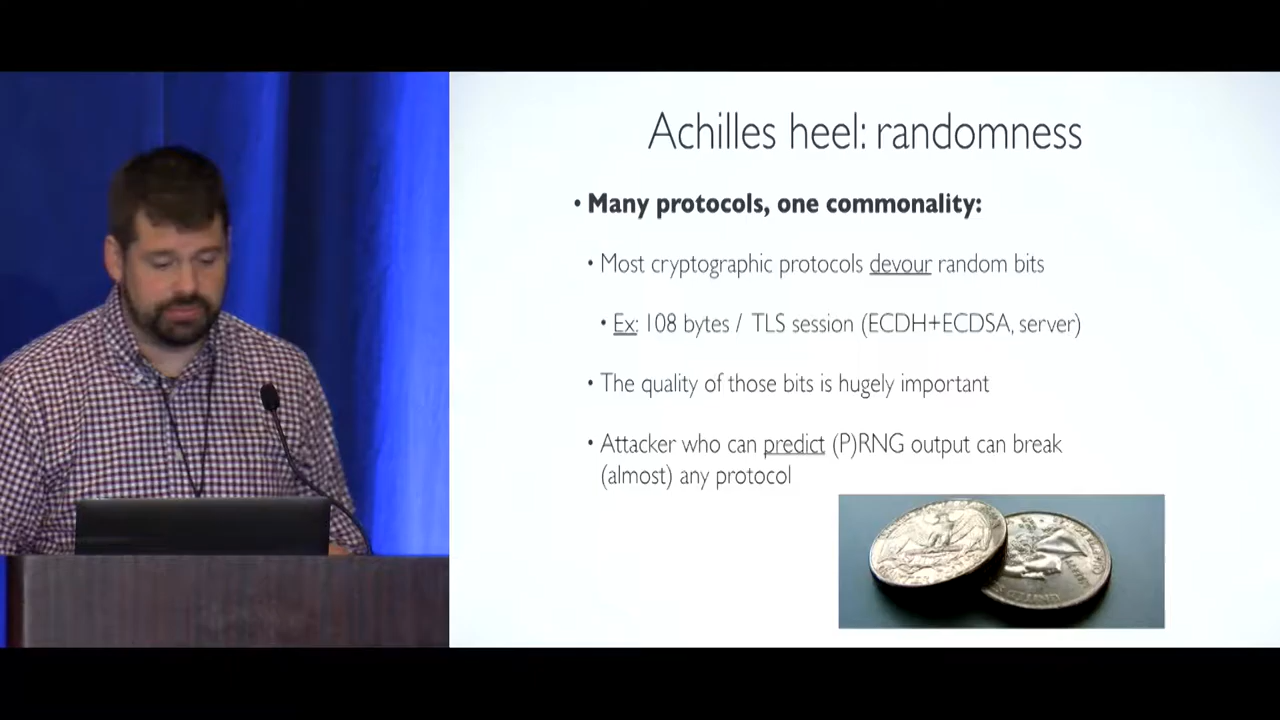 Achilles heel: randomness
• Many protocols, one commonality:
• Most cryptographic protocols devour random bits
• Ex: 108 bytes / TLS session (ECDH+ECDSA, server)
• The quality of those bits is hugely important
• Attacker who can predict (P)RNG output can break
(almost) any protocol